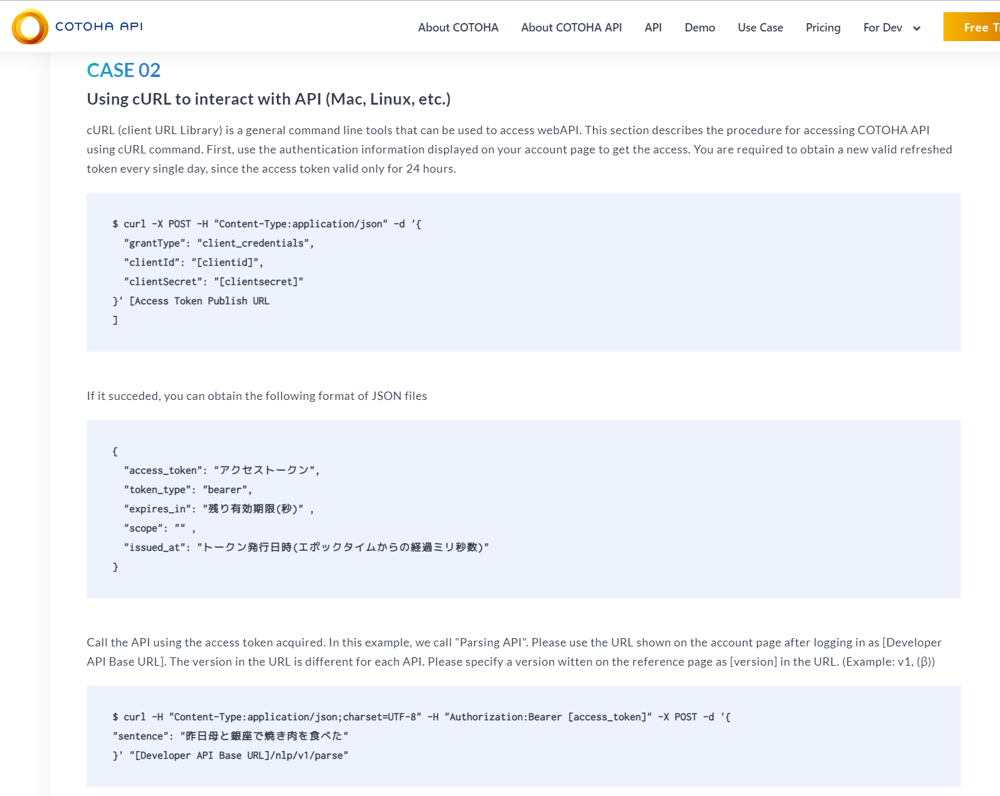 COTOHA API
About COTOHA About COTOHA API API Demo Use Case Pricing For Dev Free
CASE 02
Using cURL to interact with API (Mac, Linux, etc.)
cURL (client URL Library) is a general command line tools that can be used to access webAPI. This section describes the procedure for accessing COTOHA API
using cURL command. First, use the authentication information displayed on your account page to get the access. You are required to obtain a new valid refreshed
token every single day, since the access token valid only for 24 hours.
$ curl -X POST -H "Content-Type:application/json" -d '{
"grantType": "client_credentials",
"clientId": "[clientid]",
"clientSecret": "[clientsecret]"
}' [Access Token Publish URL
]
If it succeded, you can obtain the following format of JSON files
{
"access_token": "アクセストークン",
"token_type": "bearer",
"expires_in": "残り有効期限(秒)" ,
"scope": "" ,
"issued_at": "トークン発行日時(エポックタイムからの経過ミリ秒数)"
}
Call the API using the access token acquired. In this example, we call "Parsing API". Please use the URL shown on the account page after logging in as [Developer
API Base URL]. The version in the URL is different for each API. Please specify a version witten on the reference page as [version] in the URL. (Example: v1, (β))
$ curl -H "Content-Type:application/json;charset=UTF-8" -H "Authorization:Bearer [access_token]" -X POST -d '{
"sentence": "昨日母と銀座で焼き肉を食べた"
}' "[Developer API Base URL]/nlp/v1/parse"